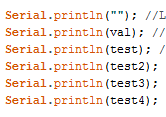 Serial.println(""); //L
Serial.println(val); //
Serial.println(test); /
Serial.println(test2);
Serial.println(test3);
Serial.println(test4);